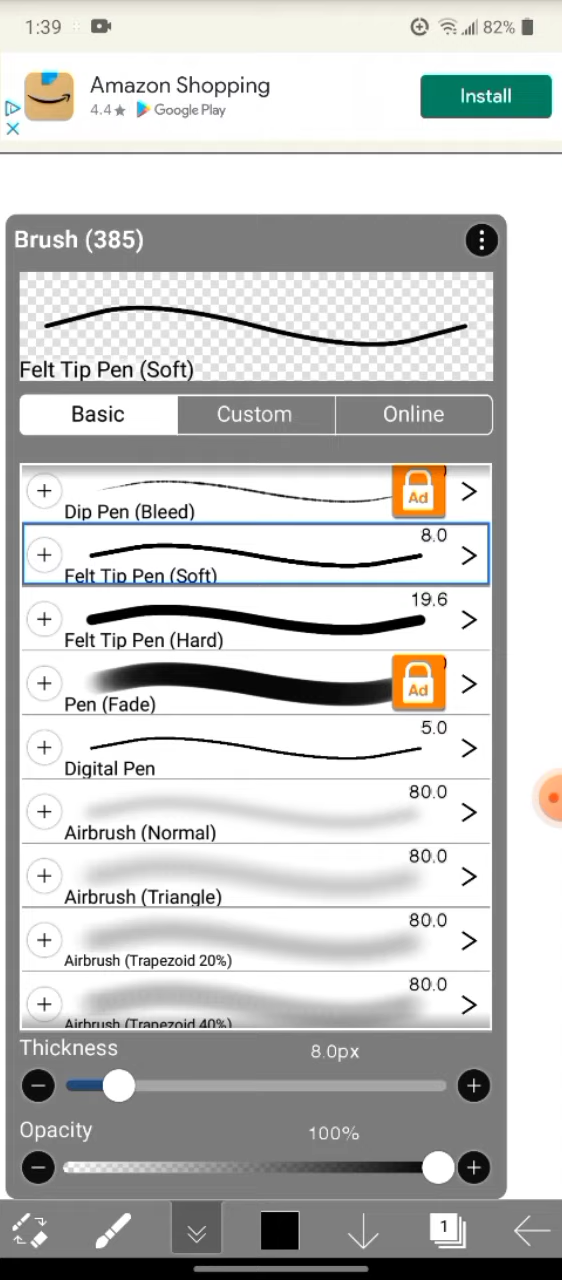 1:39 82%
Amazon Shopping
4.4★ Google Play
Install
Brush (385)
Felt Tip Pen (Soft)
Basic Custom Online
Ad
Dip Pen (Bleed)
8.0
Felt Tip Pen (Soft)
19.6
Felt Tip Pen (Hard)
Ad
Pen (Fade)
5.0
Digital Pen
80.0
Airbrush (Normal)
80.0
Airbrush (Triangle)
80.0
Airbrush (Trapezoid 20%)
80.0
Airbrush (Trapezoid 40%)
Thickness 8.0px
Opacity 100%
1